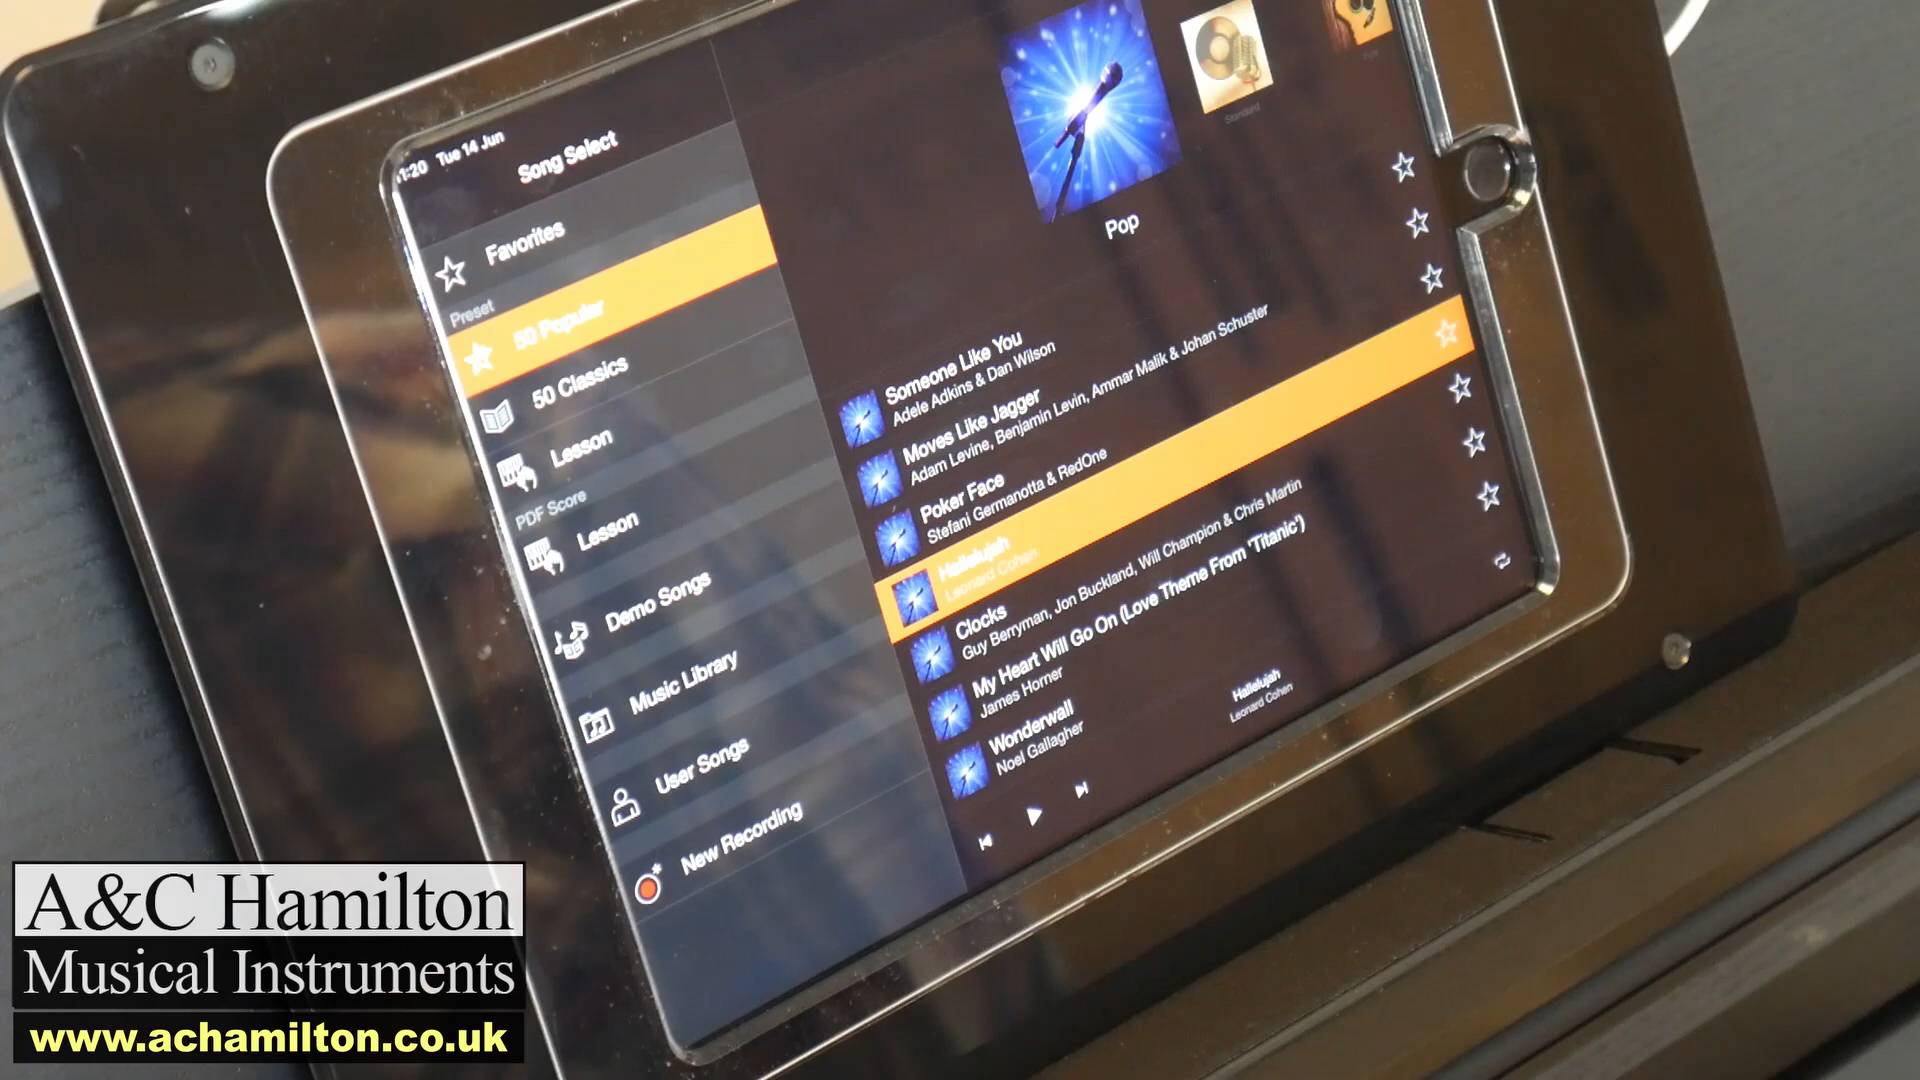 1:20 Tue 14 Jun
Song Select
Favorites
Preset
50 Popular
50 Classics
Lesson
PDF Score
Lesson
Demo Songs
Music Library
User Songs
New Recording
Pop
Standard
Someone Like You
Adele Adkins & Dan Wilson
Moves Like Jagger
Adam Levine, Benjamin Levin, Ammar Malik & Johan Schuster
Poker Face
Stefani Germanotta & RedOne
Hallelujah
Leonard Cohen
Clocks
Guy Berryman, Jon Buckland, Will Champion & Chris Martin
My Heart Will Go On (Love Theme From 'Titanic')
James Horner
Wonderwall
Noel Gallagher
Hallelujah
Leonard Cohen
A&C Hamilton
Musical Instruments
www.achamilton.co.uk